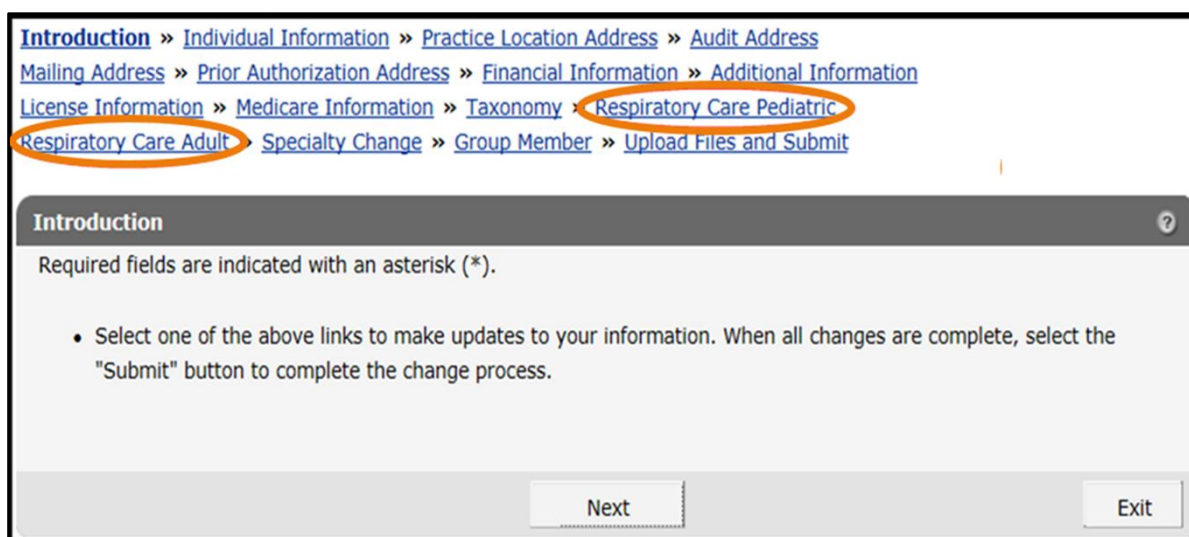 Introduction » Individual Information » Practice Location Address » Audit Address
Mailing Address » Prior Authorization Address » Financial Information » Additional Information
License Information » Medicare Information » Taxonomy » Respiratory Care Pediatric
Respiratory Care Adult » Specialty Change » Group Member » Upload Files and Submit
Introduction ?
Required fields are indicated with an asterisk (*).
• Select one of the above links to make updates to your information. When all changes are complete, select the
"Submit" button to complete the change process.
Next Exit